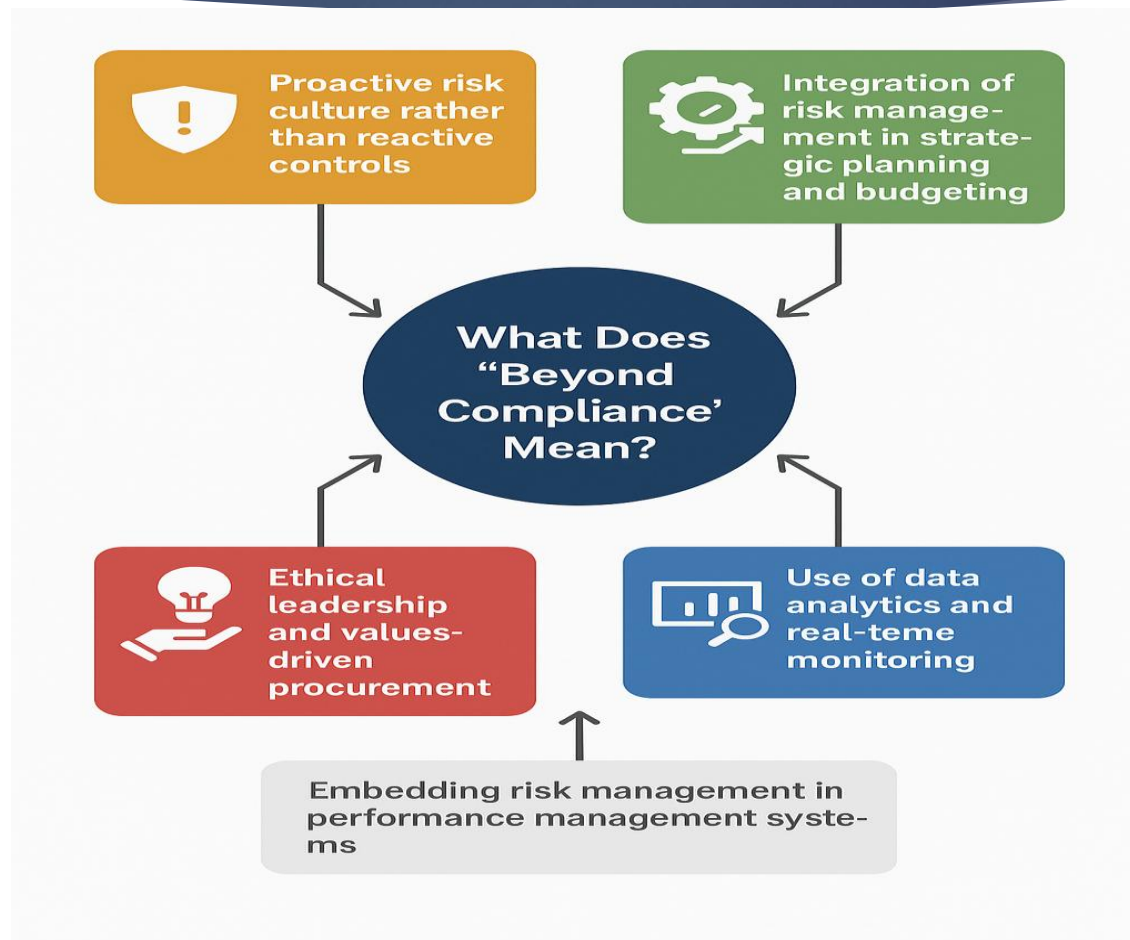 Proactive risk
culture rather
than reactive
controls
Integration of
risk manage-
ment in strate-
gic planning
and budgeting
What Does
“Beyond
Compliance’
Mean?
Ethical
leadership
and values-
driven
procurement
Use of data
analytics and
real-teme
monitoring
Embedding risk management in
performance management syste-
ms